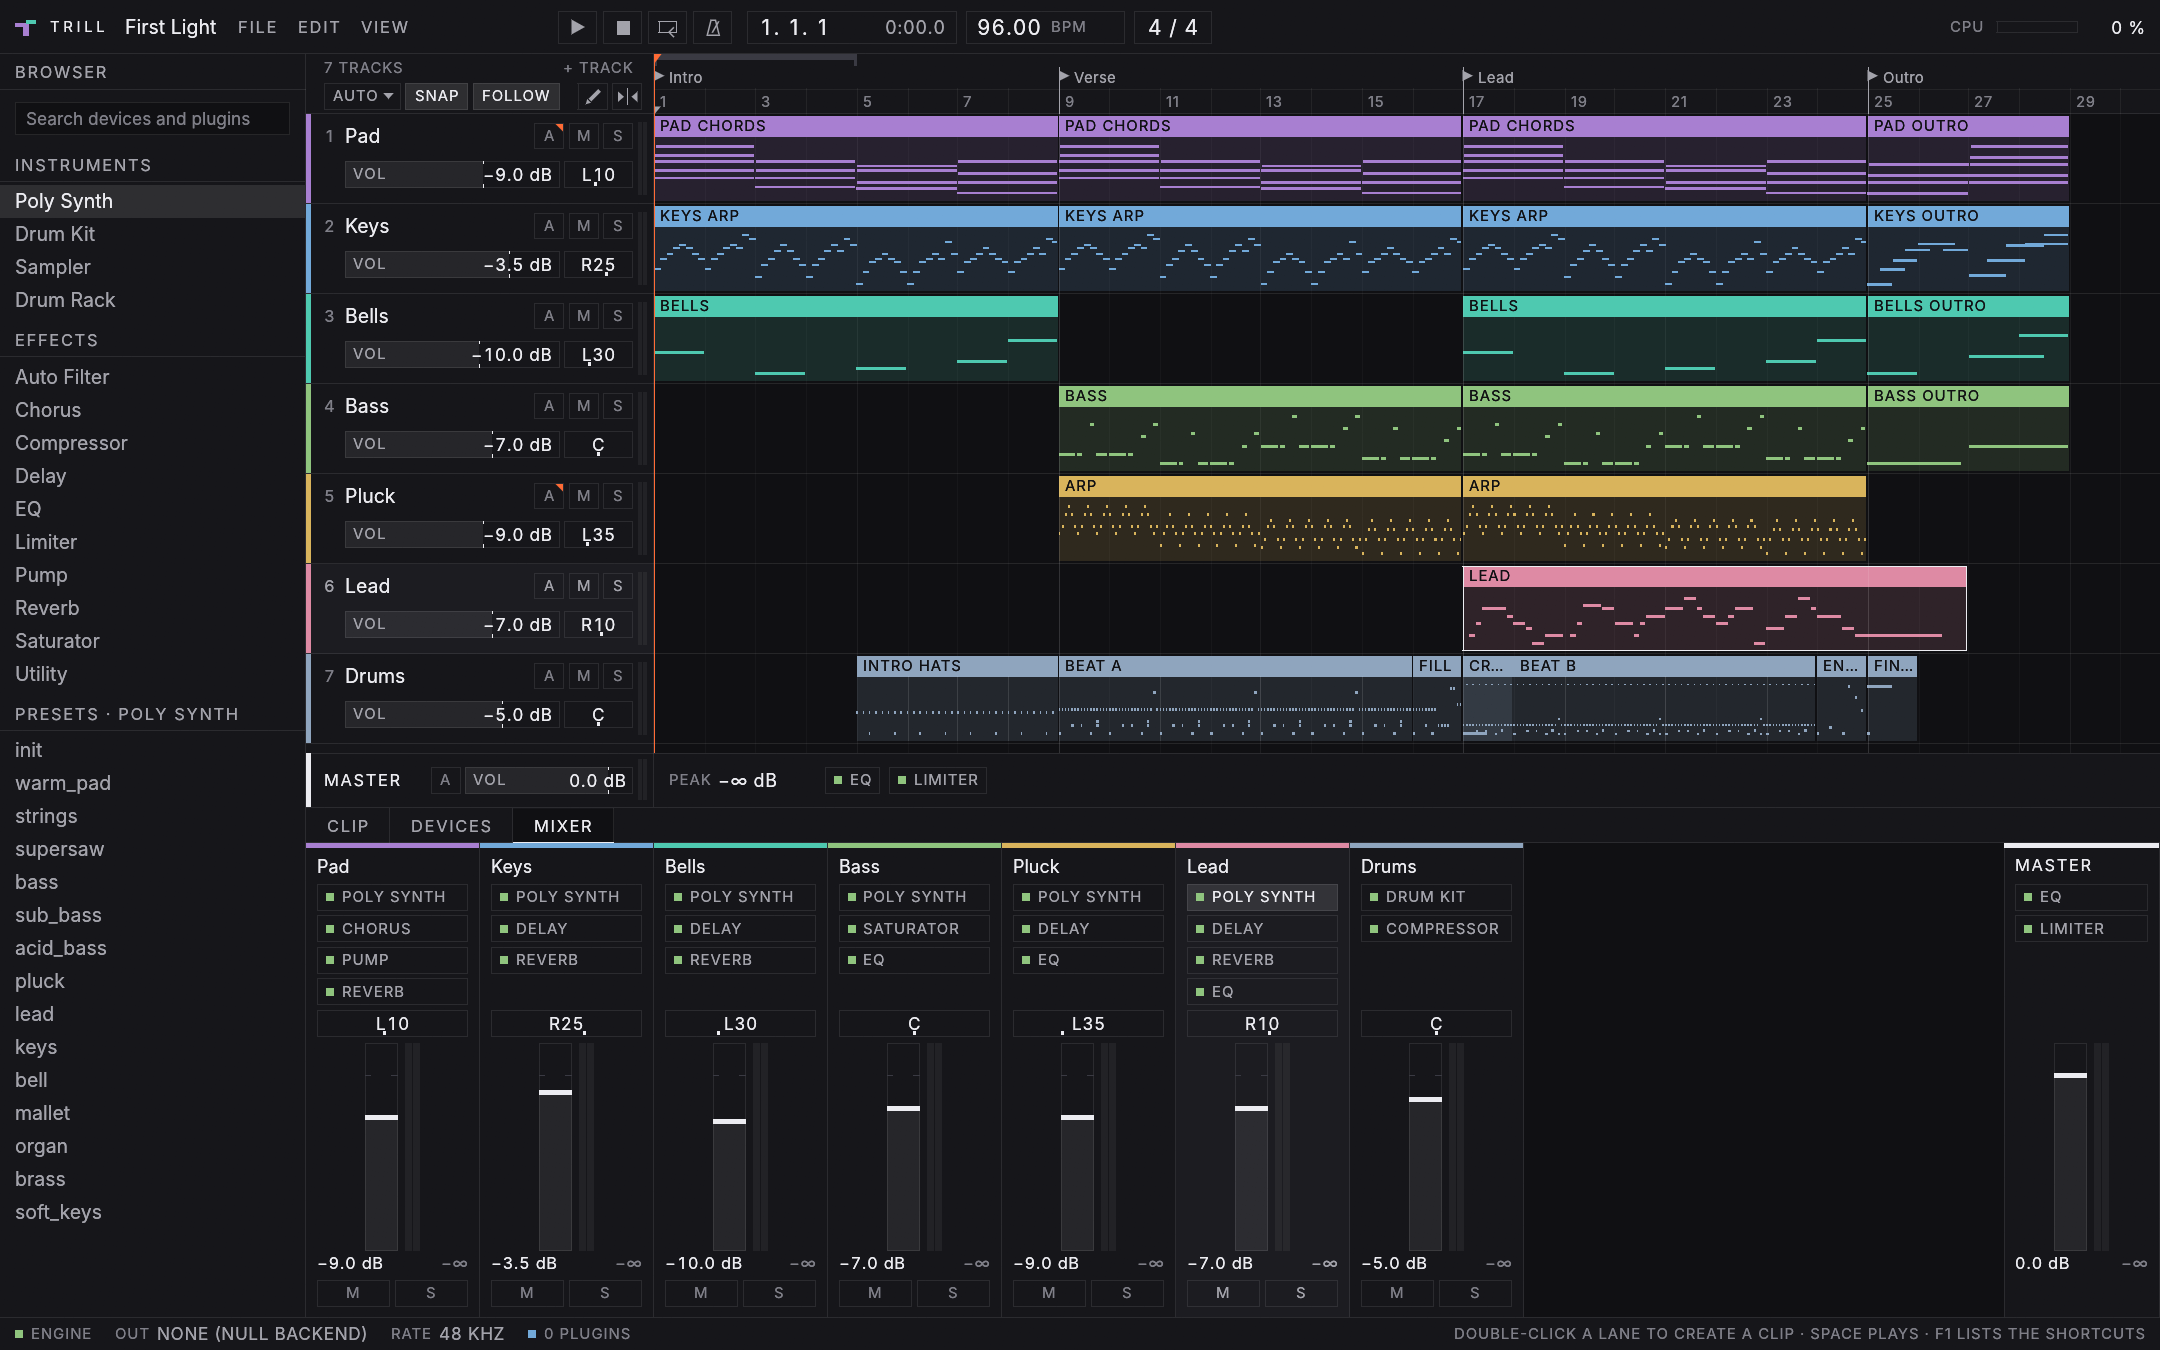 TRILL First Light FILE EDIT VIEW 1. 1. 1 0:00.0 96.00 BPM 4 / 4 CPU 0 %
BROWSER
Search devices and plugins
INSTRUMENTS
Poly Synth
Drum Kit
Sampler
Drum Rack
EFFECTS
Auto Filter
Chorus
Compressor
Delay
EQ
Limiter
Pump
Reverb
Saturator
Utility
PRESETS · POLY SYNTH
init
warm_pad
strings
supersaw
bass
sub_bass
acid_bass
pluck
lead
keys
bell
mallet
organ
brass
soft_keys
7 TRACKS + TRACK
AUTO SNAP FOLLOW
Intro Verse Lead Outro
1 3 5 7 9 11 13 15 17 19 21 23 25 27 29
1 Pad A M S
VOL −9.0 dB L10
PAD CHORDS PAD CHORDS PAD CHORDS PAD OUTRO
2 Keys A M S
VOL −3.5 dB R25
KEYS ARP KEYS ARP KEYS ARP KEYS OUTRO
3 Bells A M S
VOL −10.0 dB L30
BELLS BELLS BELLS OUTRO
4 Bass A M S
VOL −7.0 dB C
BASS BASS BASS OUTRO
5 Pluck A M S
VOL −9.0 dB L35
ARP ARP
6 Lead A M S
VOL −7.0 dB R10
LEAD
7 Drums A M S
VOL −5.0 dB C
INTRO HATS BEAT A FILL CR... BEAT B EN... FIN...
MASTER A VOL 0.0 dB PEAK −∞ dB EQ LIMITER
CLIP DEVICES MIXER
Pad
POLY SYNTH
CHORUS
PUMP
REVERB
L10
−9.0 dB −∞
M S
Keys
POLY SYNTH
DELAY
REVERB
R25
−3.5 dB −∞
M S
Bells
POLY SYNTH
DELAY
REVERB
L30
−10.0 dB −∞
M S
Bass
POLY SYNTH
SATURATOR
EQ
C
−7.0 dB −∞
M S
Pluck
POLY SYNTH
DELAY
EQ
L35
−9.0 dB −∞
M S
Lead
POLY SYNTH
DELAY
REVERB
EQ
R10
−7.0 dB −∞
M S
Drums
DRUM KIT
COMPRESSOR
C
−5.0 dB −∞
M S
MASTER
EQ
LIMITER
0.0 dB −∞
ENGINE OUT NONE (NULL BACKEND) RATE 48 KHZ 0 PLUGINS DOUBLE-CLICK A LANE TO CREATE A CLIP · SPACE PLAYS · F1 LISTS THE SHORTCUTS